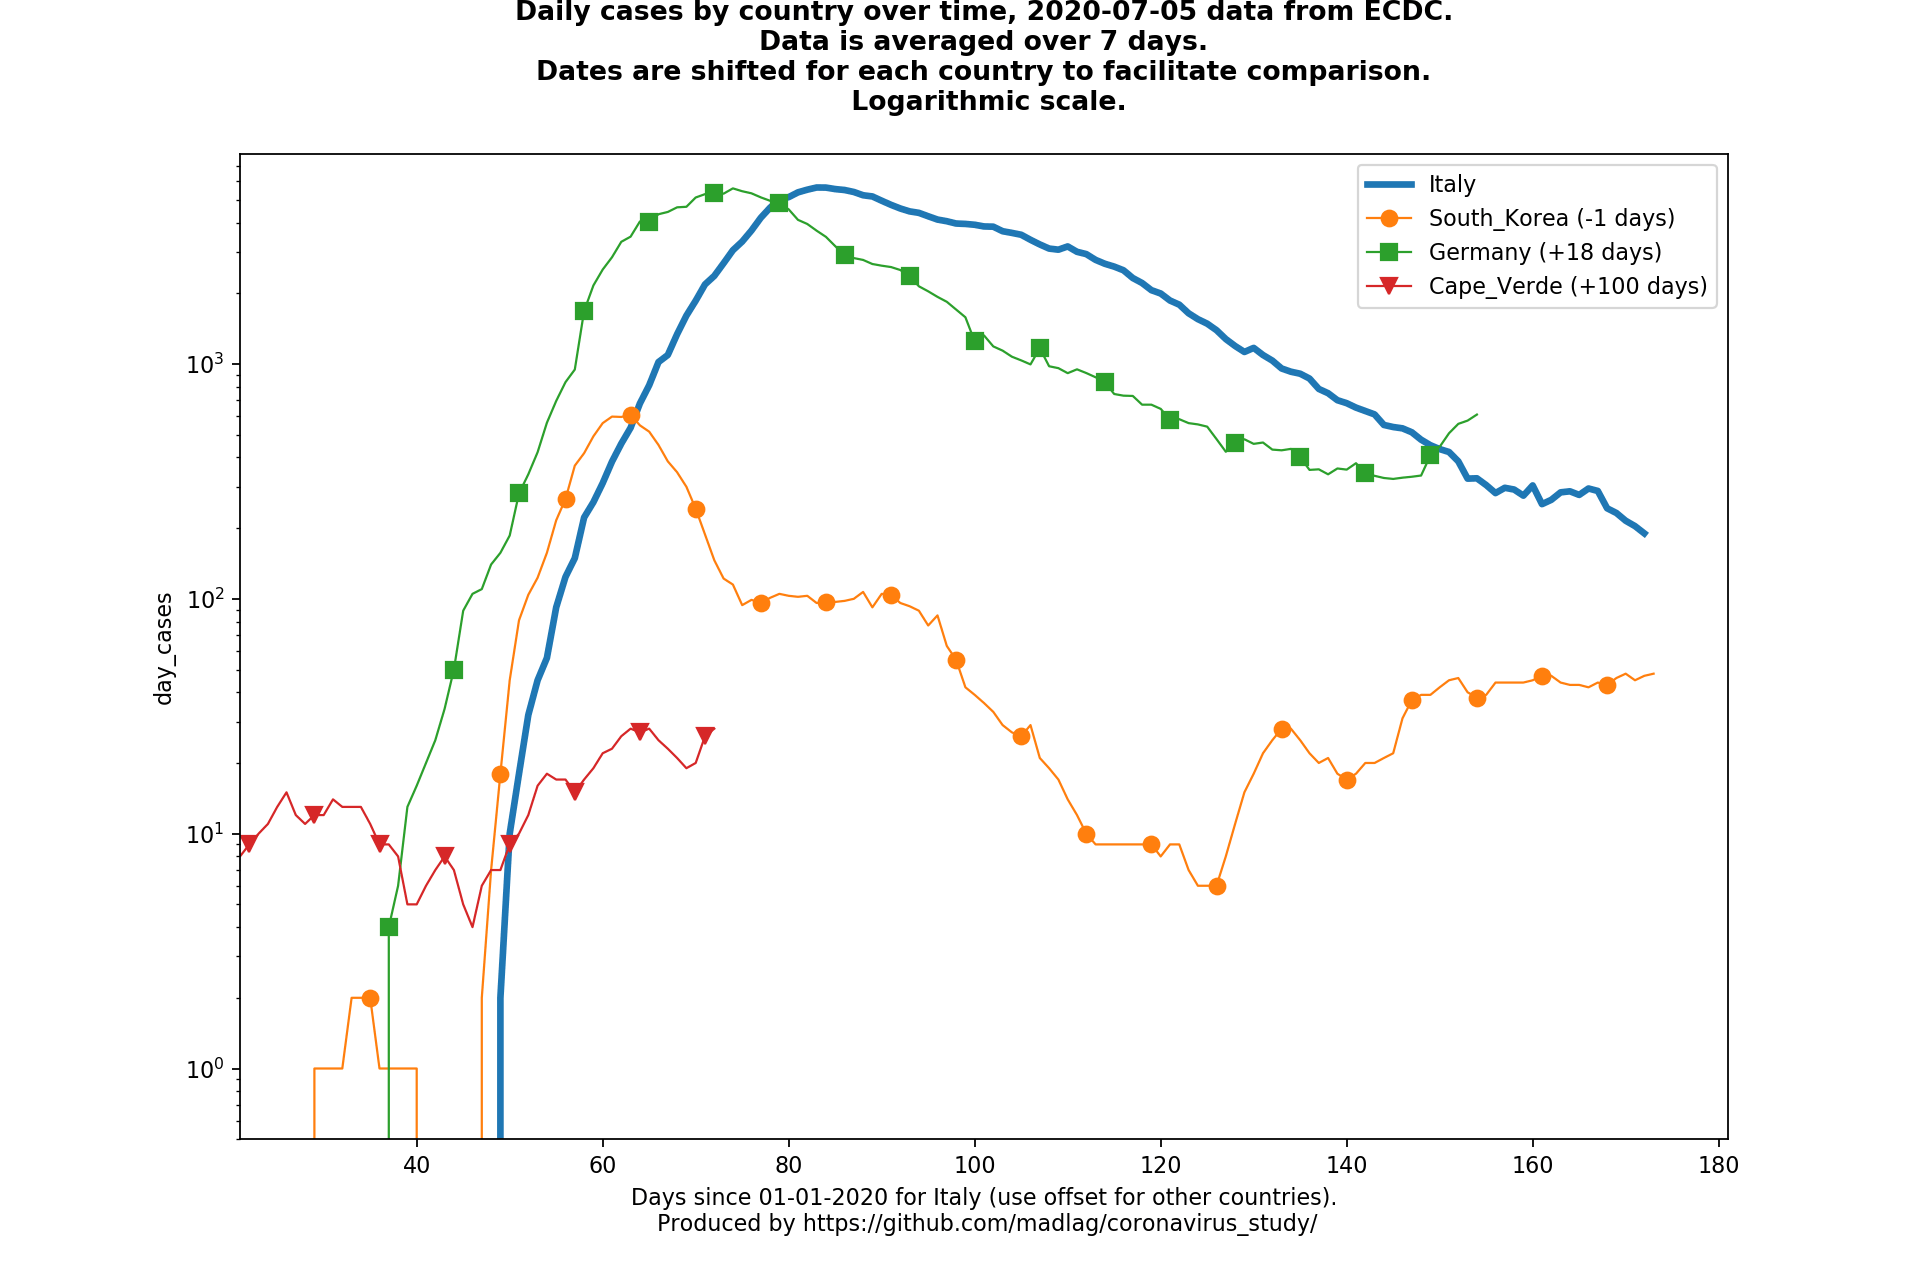 Daily cases by country over time, 2020-07-05 data from ECDC.
Data is averaged over 7 days.
Dates are shifted for each country to facilitate comparison.
Logarithmic scale.
Italy
South_Korea (-1 days)
Germany (+18 days)
Cape_Verde (+100 days)
day_cases
10³
10²
10¹
10⁰
40 60 80 100 120 140 160 180
Days since 01-01-2020 for Italy (use offset for other countries).
Produced by https://github.com/madlag/coronavirus_study/